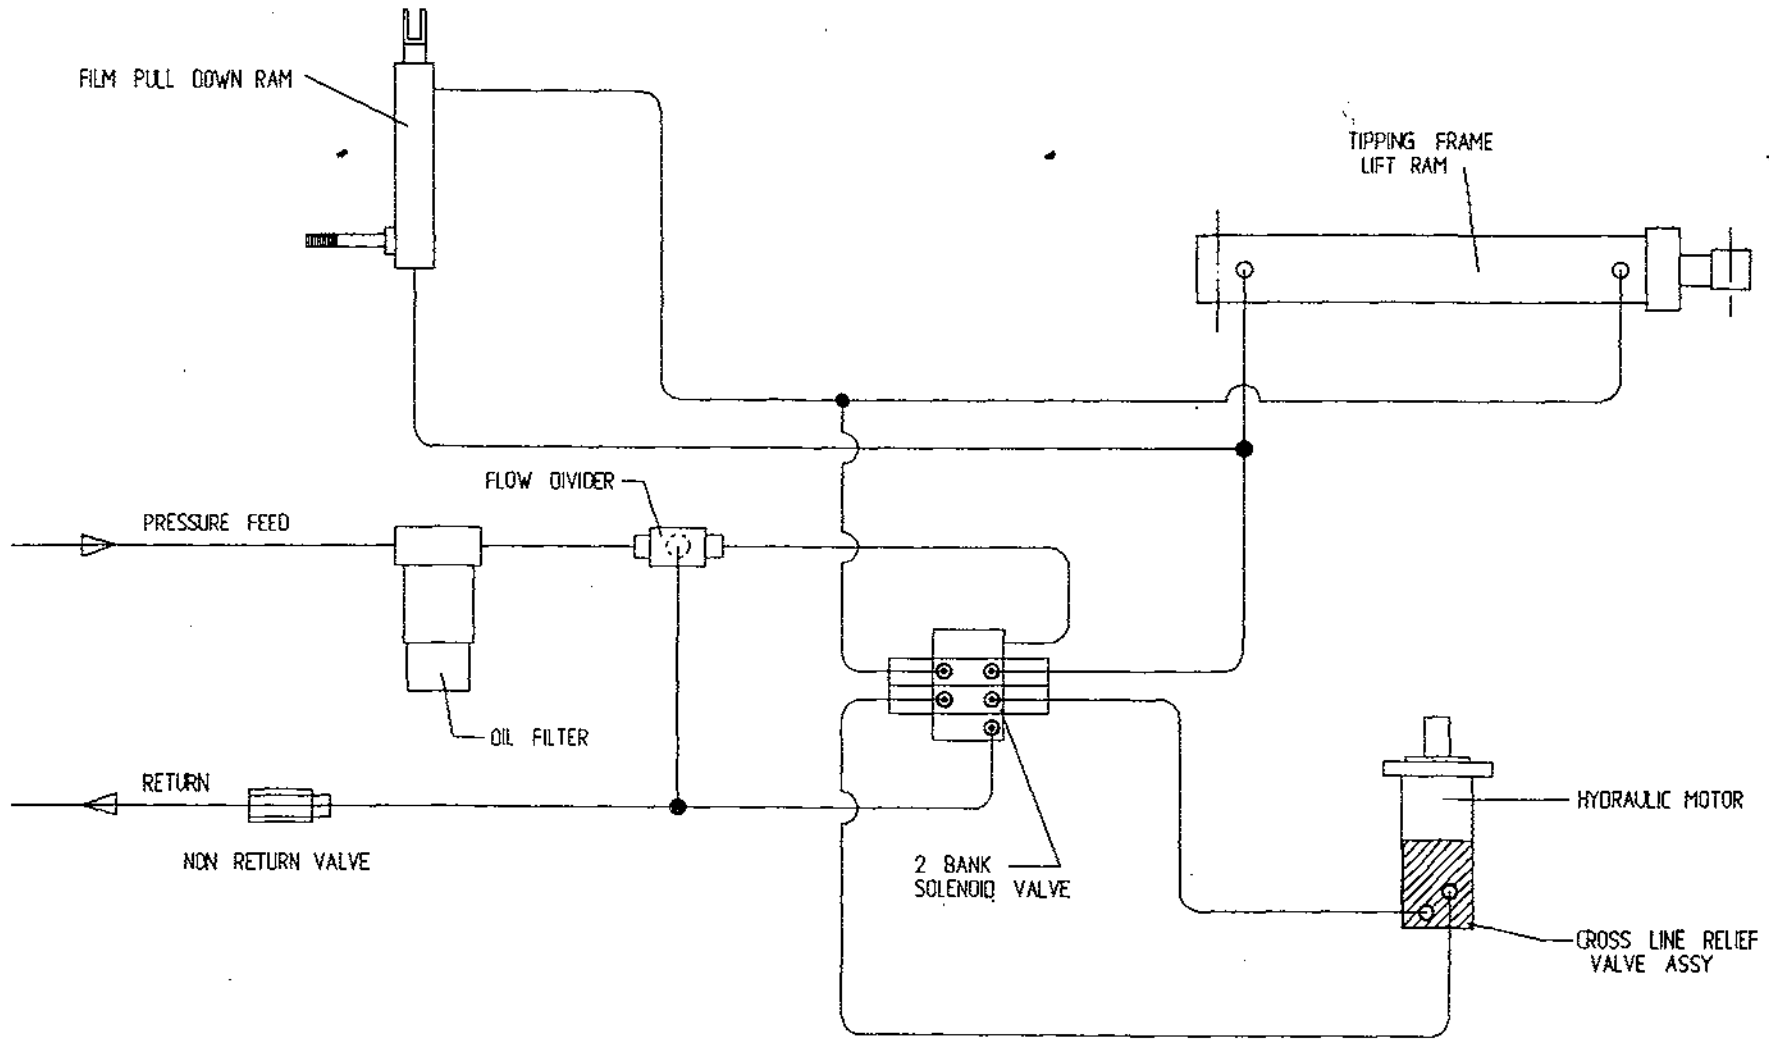 FILM PULL DOWN RAM
TIPPING FRAME
LIFT RAM
FLOW DIVIDER
PRESSURE FEED
OIL FILTER
RETURN
NON RETURN VALVE
2 BANK
SOLENOID VALVE
HYDRAULIC MOTOR
CROSS LINE RELIEF
VALVE ASSY